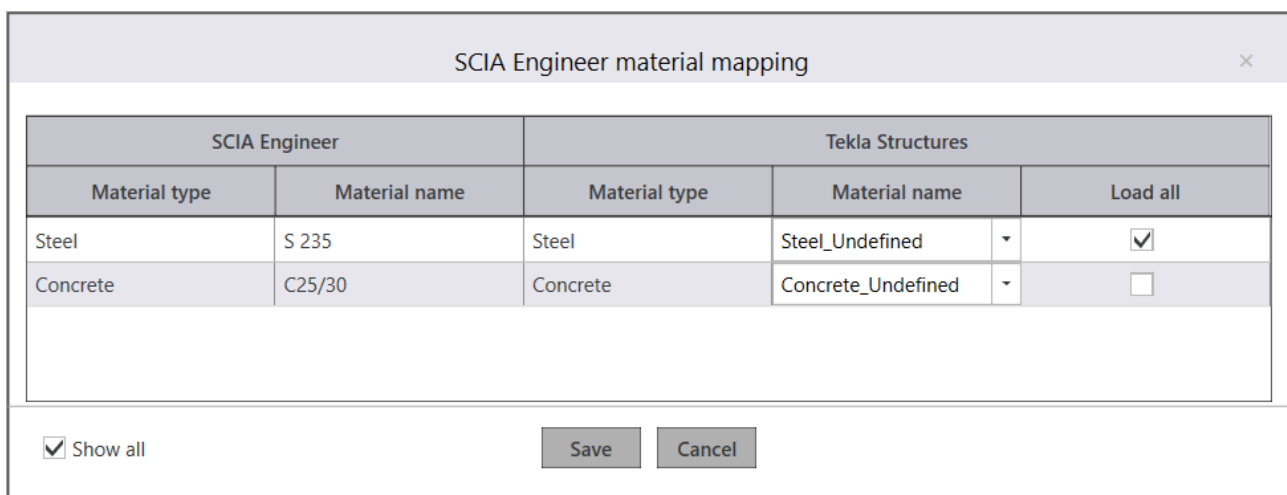 SCIA Engineer material mapping
SCIA Engineer Tekla Structures
Material type Material name Material type Material name Load all
Steel S 235 Steel Steel_Undefined
Concrete C25/30 Concrete Concrete_Undefined
Show all Save Cancel